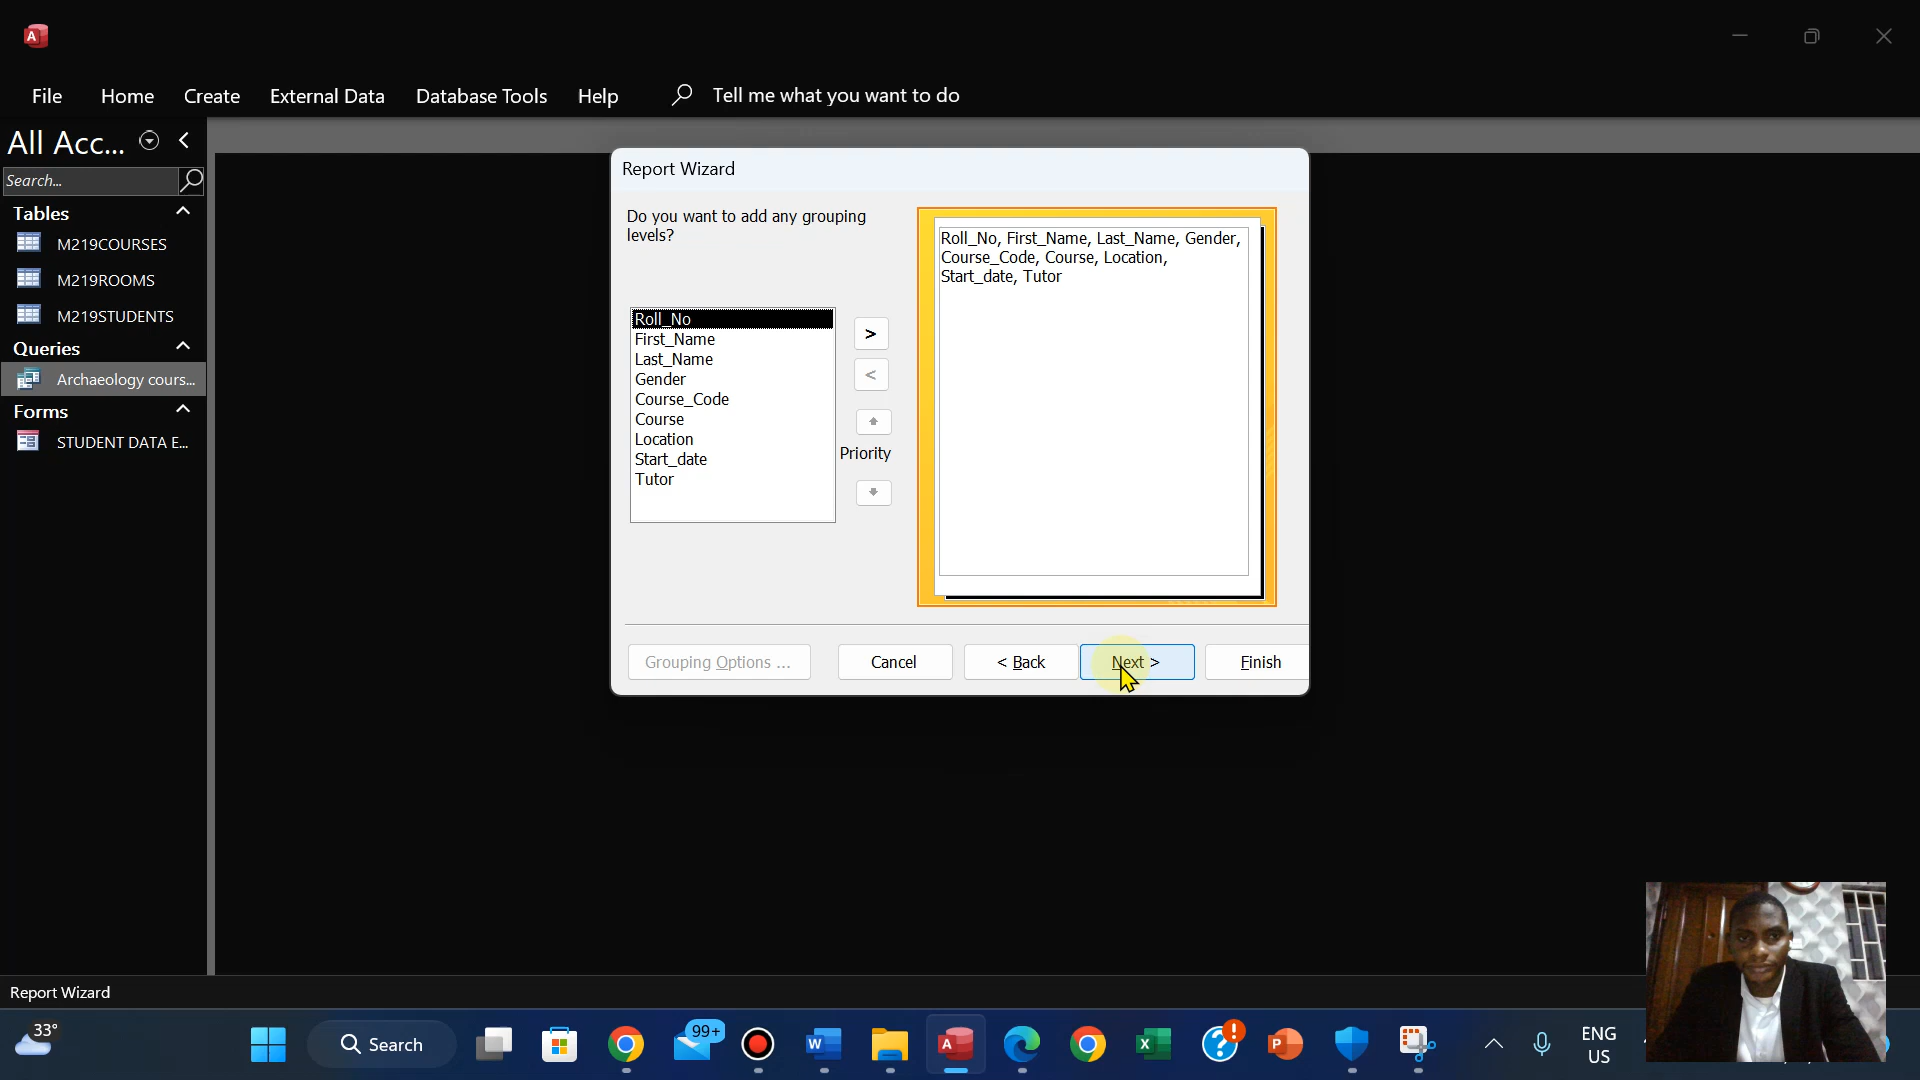 File Home Create External Data Database Tools Help Tell me what you want to do
All Acc...
Search...
Tables
M219COURSES
M219ROOMS
M219STUDENTS
Queries
Archaeology cours...
Forms
STUDENT DATA E...
Report Wizard
Do you want to add any grouping
levels?
Roll_No
First_Name
Last_Name
Gender
Course_Code
Course
Location
Start_date
Tutor
>
<
Priority
Roll_No, First_Name, Last_Name, Gender,
Course_Code, Course, Location,
Start_date, Tutor
Grouping Options ... Cancel < Back Next > Finish
Report Wizard
33°
Search
99+
ENG
US